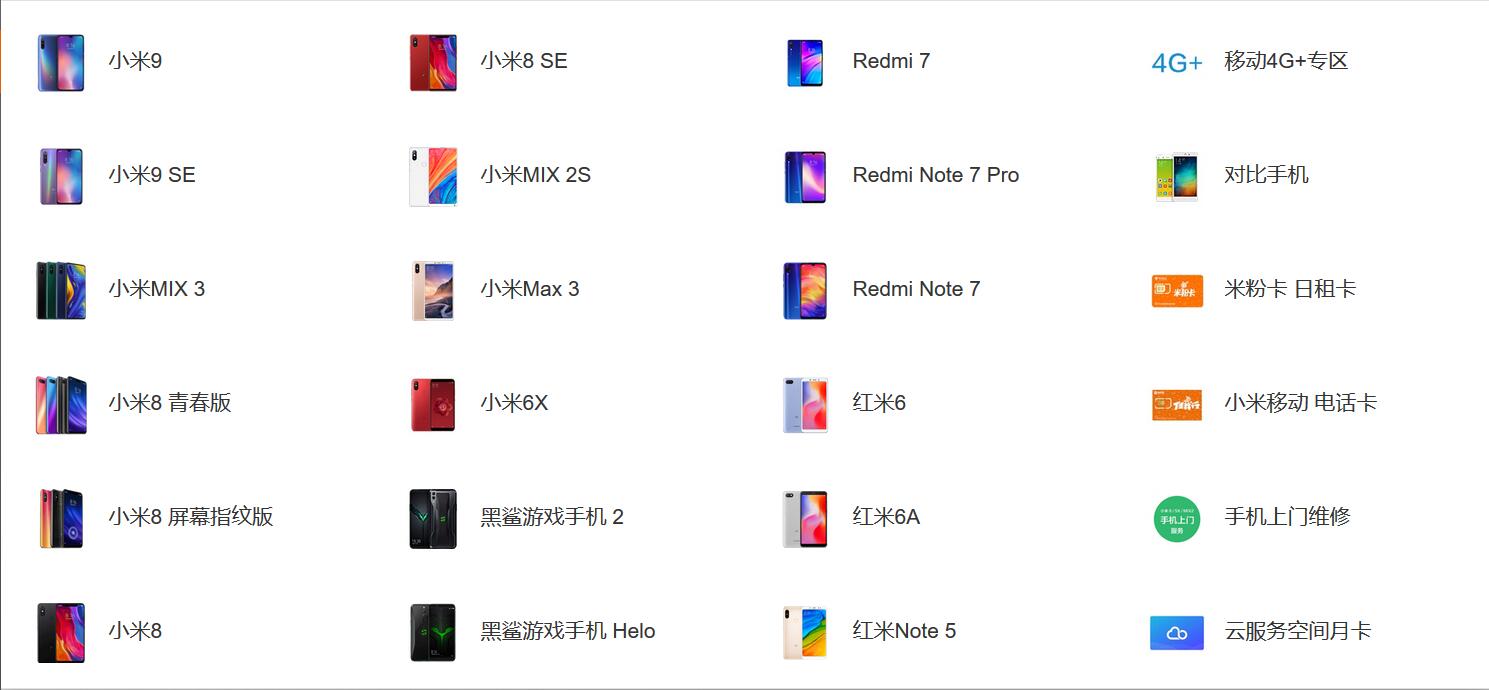 小米9
小米9 SE
小米MIX 3
小米8 青春版
小米8 屏幕指纹版
小米8
小米8 SE
小米MIX 2S
小米Max 3
小米6X
黑鲨游戏手机 2
黑鲨游戏手机 Helo
Redmi 7
Redmi Note 7 Pro
Redmi Note 7
红米6
红米6A
红米Note 5
4G+
移动4G+专区
对比手机
米粉卡
米粉卡 日租卡
小米移动 电话卡
手机上门
服务
手机上门维修
云服务空间月卡